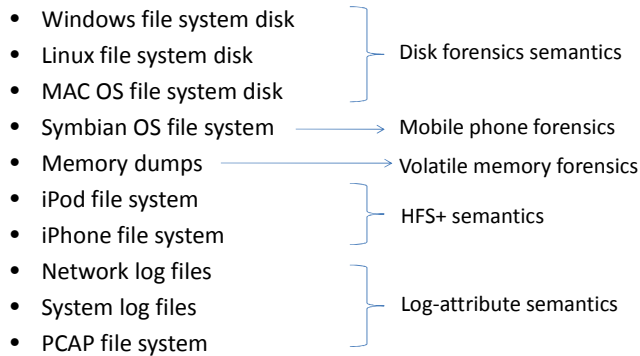 • Windows file system disk
• Linux file system disk
Disk forensics semantics
• MAC OS file system disk
• Symbian OS file system
Mobile phone forensics
• Memory dumps
Volatile memory forensics
• iPod file system
HFS+ semantics
• iPhone file system
• Network log files
• System log files
Log-attribute semantics
• PCAP file system